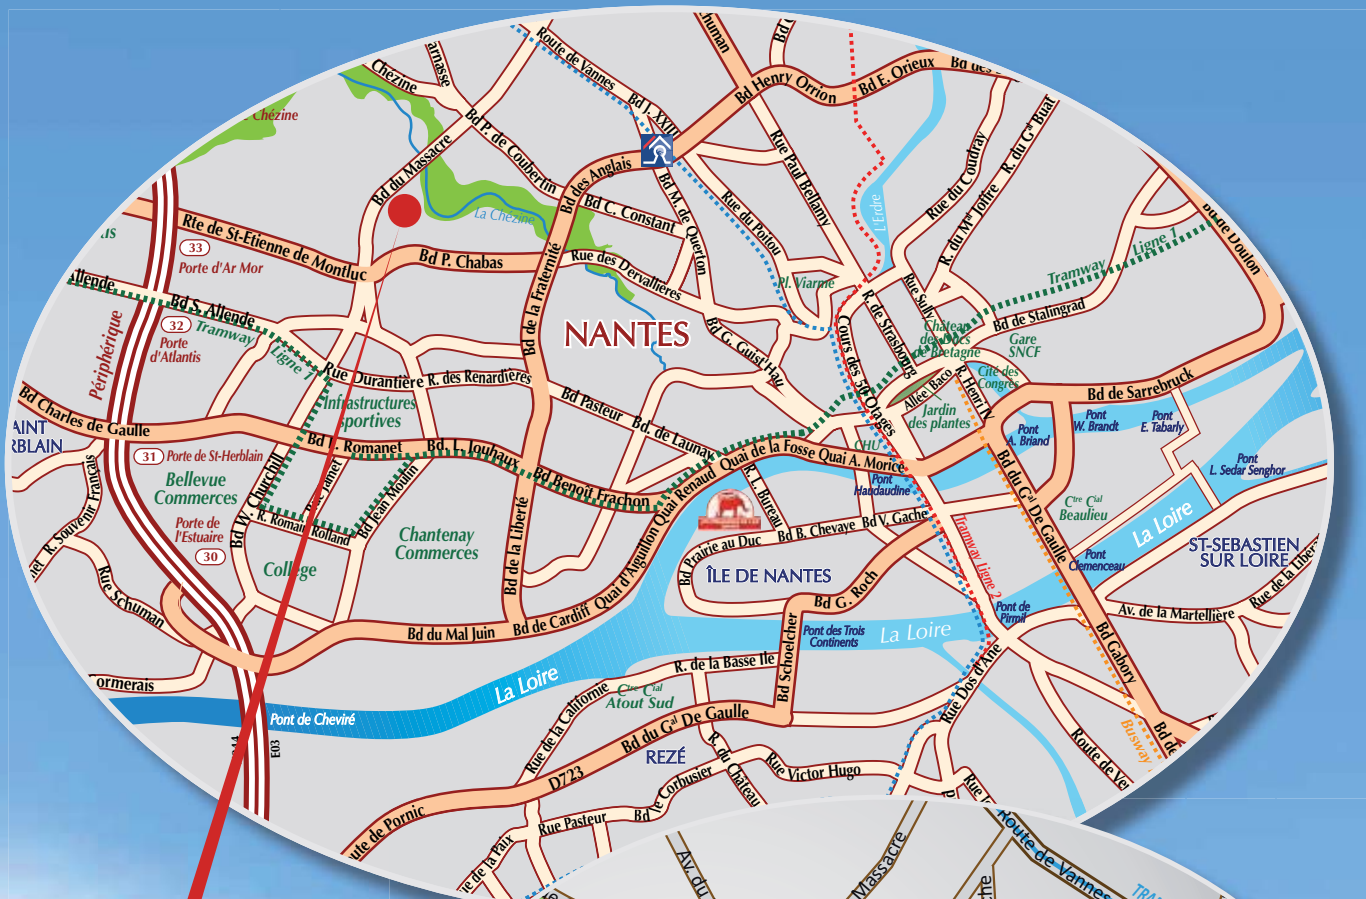 Chezine
Route de Vannes
Bd J. XXIII
Bd Henry Orrion
Bd E. Orieux
Bd des
Chézine
Bd P. de Coubertin
Bd du Massacre
Bd des Anglais
Rue Paul Bellamy
Rue du Coudray
R. du Gal Buat
R. du Mal Joffre
La Chézine
Bd C. Constant
Bd M. de Querton
Rue du Poitou
L'Erdre
Rte de St-Etienne de Montluc
33
Porte d'Ar Mor
Bd P. Chabas
Rue des Dervallières
Bd de la Fraternité
Pl. Viarme
Rue Sully
Tramway
Ligne 1
Bd S. Allende
Tramway
Ligne 1
32
Porte
d'Atlantis
Périphérique
NANTES
Bd G. Guist'Hau
R. de Strasbourg
Cours des 50 Otages
Château
des Ducs
de Bretagne
Bd de Stalingrad
Gare
SNCF
Cité des
Congrès
Allée Baco
R. Henri IV
Jardin
des plantes
Rue Durantière
R. des Renardières
Bd Pasteur
Bd. de Launay
Bd de Sarrebruck
Bd Charles de Gaulle
Infrastructures
sportives
Bd L. Jouhaux
Bd Benoit Frachon
Quai de la Fosse
Quai A. Morice
CHU
Pont
Haudaudine
Pont
A. Briand
Pont
W. Brandt
Pont
E. Tabarly
Pont
L. Sedar Senghor
31
Porte de St-Herblain
Bellevue
Commerces
Bd W. Churchill
R. Romain Rolland
Bd Jean Moulin
Porte de
l'Estuaire
30
Collège
Chantenay
Commerces
Bd de la Liberté
Quai d'Aiguillon
Quai Renaud
R. L. Bureau
Prairie au Duc
Bd B. Chevaye
Bd V. Gache
ÎLE DE NANTES
Bd G. Roch
Tramway Ligne 2
Bd du Gal De Gaulle
Ctre Cial
Beaulieu
La Loire
Pont
Clemenceau
ST-SEBASTIEN
SUR LOIRE
R. Souvenir Francais
Rue Schuman
Bd du Mal Juin
Bd de Cardiff
Bd Schoelcher
Pont des Trois
Continents
La Loire
Pont de
Pirmil
Av. de la Martellière
Bd Gabory
Rue Dos d'Ane
Busway
Route de
Pont de Cheviré
E03
La Loire
R. de la Basse Ile
Ctre Cial
Atout Sud
Rue de la Californie
Bd du Gal De Gaulle
REZÉ
D723
R. du Château
Rue Victor Hugo
Bd le Corbusier
Rue Pasteur
de Pornic
de la Paix
Av. du
Massacre
Route de Vannes